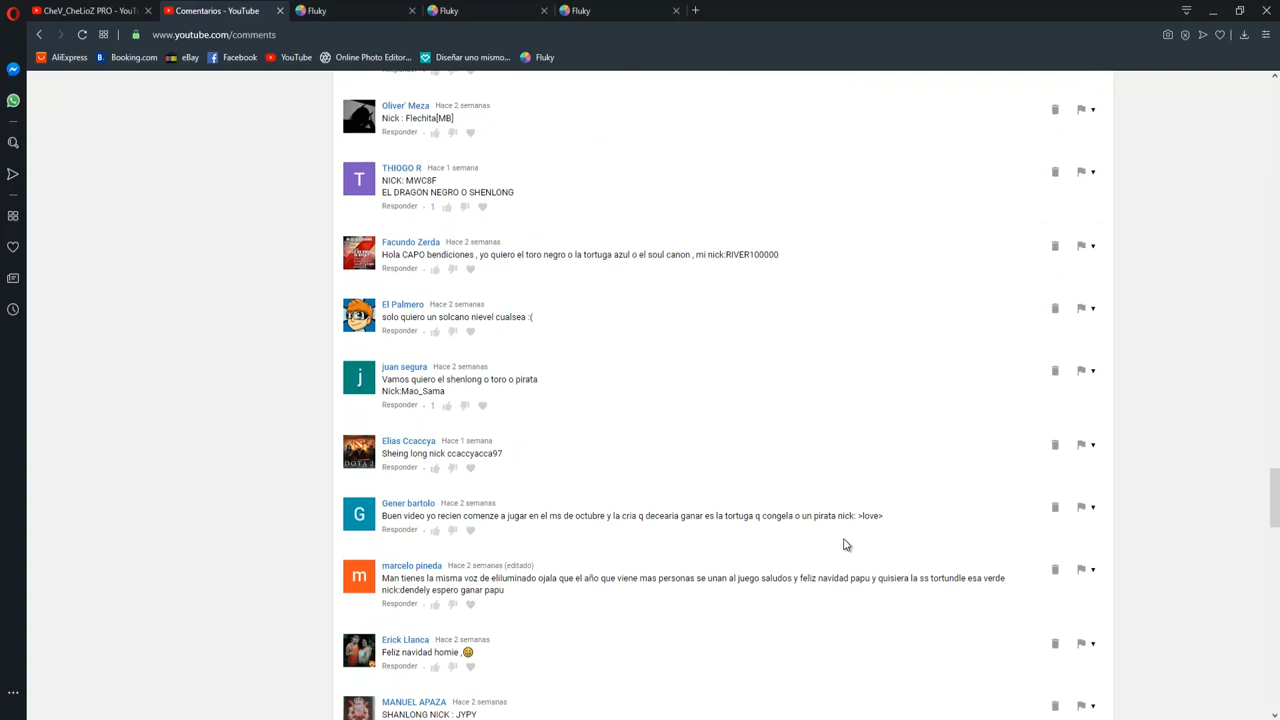 CheV_CheLioZ PRO - YouTu
Comentarios - YouTube
Fluky
Fluky
Fluky
www.youtube.com/comments
AliExpress
Booking.com
eBay
Facebook
YouTube
Online Photo Editor...
Diseñar uno mismo...
Fluky
Oliver' Meza Hace 2 semanas
Nick : Flechita[MB]
Responder
T
THIOGO R Hace 1 semana
NICK: MWC8F
EL DRAGON NEGRO O SHENLONG
Responder 1
Facundo Zerda Hace 2 semanas
Hola CAPO bendiciones , yo quiero el toro negro o la tortuga azul o el soul canon , mi nick:RIVER100000
Responder
El Palmero Hace 2 semanas
solo quiero un solcano nievel cualsea :(
Responder
j
juan segura Hace 2 semanas
Vamos quiero el shenlong o toro o pirata
Nick:Mao_Sama
Responder 1
DOTA 2
Elias Ccaccya Hace 1 semana
Sheing long nick ccaccyacca97
Responder
G
Gener bartolo Hace 2 semanas
Buen video yo recien comenze a jugar en el ms de octubre y la cria q decearia ganar es la tortuga q congela o un pirata nick: >love>
Responder
m
marcelo pineda Hace 2 semanas (editado)
Man tienes la misma voz de eliluminado ojala que el año que viene mas personas se unan al juego saludos y feliz navidad papu y quisiera la ss tortundle esa verde
nick:dendely espero ganar papu
Responder
Erick Llanca Hace 2 semanas
Feliz navidad homie ,😀
Responder
MANUEL APAZA Hace 2 semanas
SHANLONG NICK : JYPY